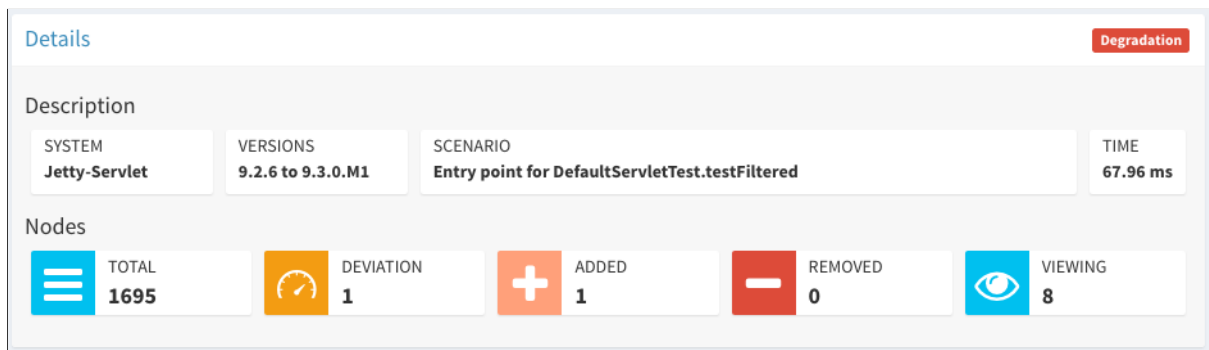 Details
Degradation
Description
SYSTEM
Jetty-Servlet
VERSIONS
9.2.6 to 9.3.0.M1
SCENARIO
Entry point for DefaultServletTest.testFiltered
TIME
67.96 ms
Nodes
TOTAL
1695
DEVIATION
1
ADDED
1
REMOVED
0
VIEWING
8